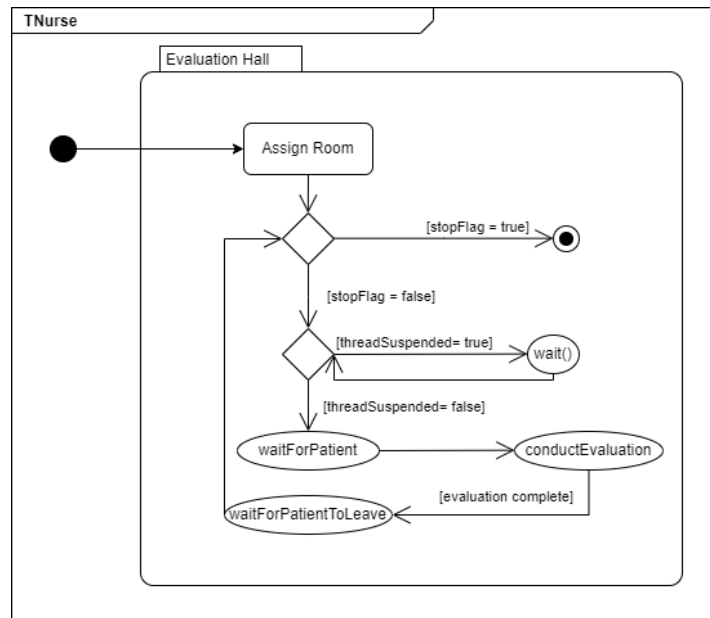 TNurse
Evaluation Hall
Assign Room
[stopFlag = true]
[stopFlag = false]
[threadSuspended= true]
wait()
[threadSuspended= false]
waitForPatient
conductEvaluation
[evaluation complete]
waitForPatientToLeave